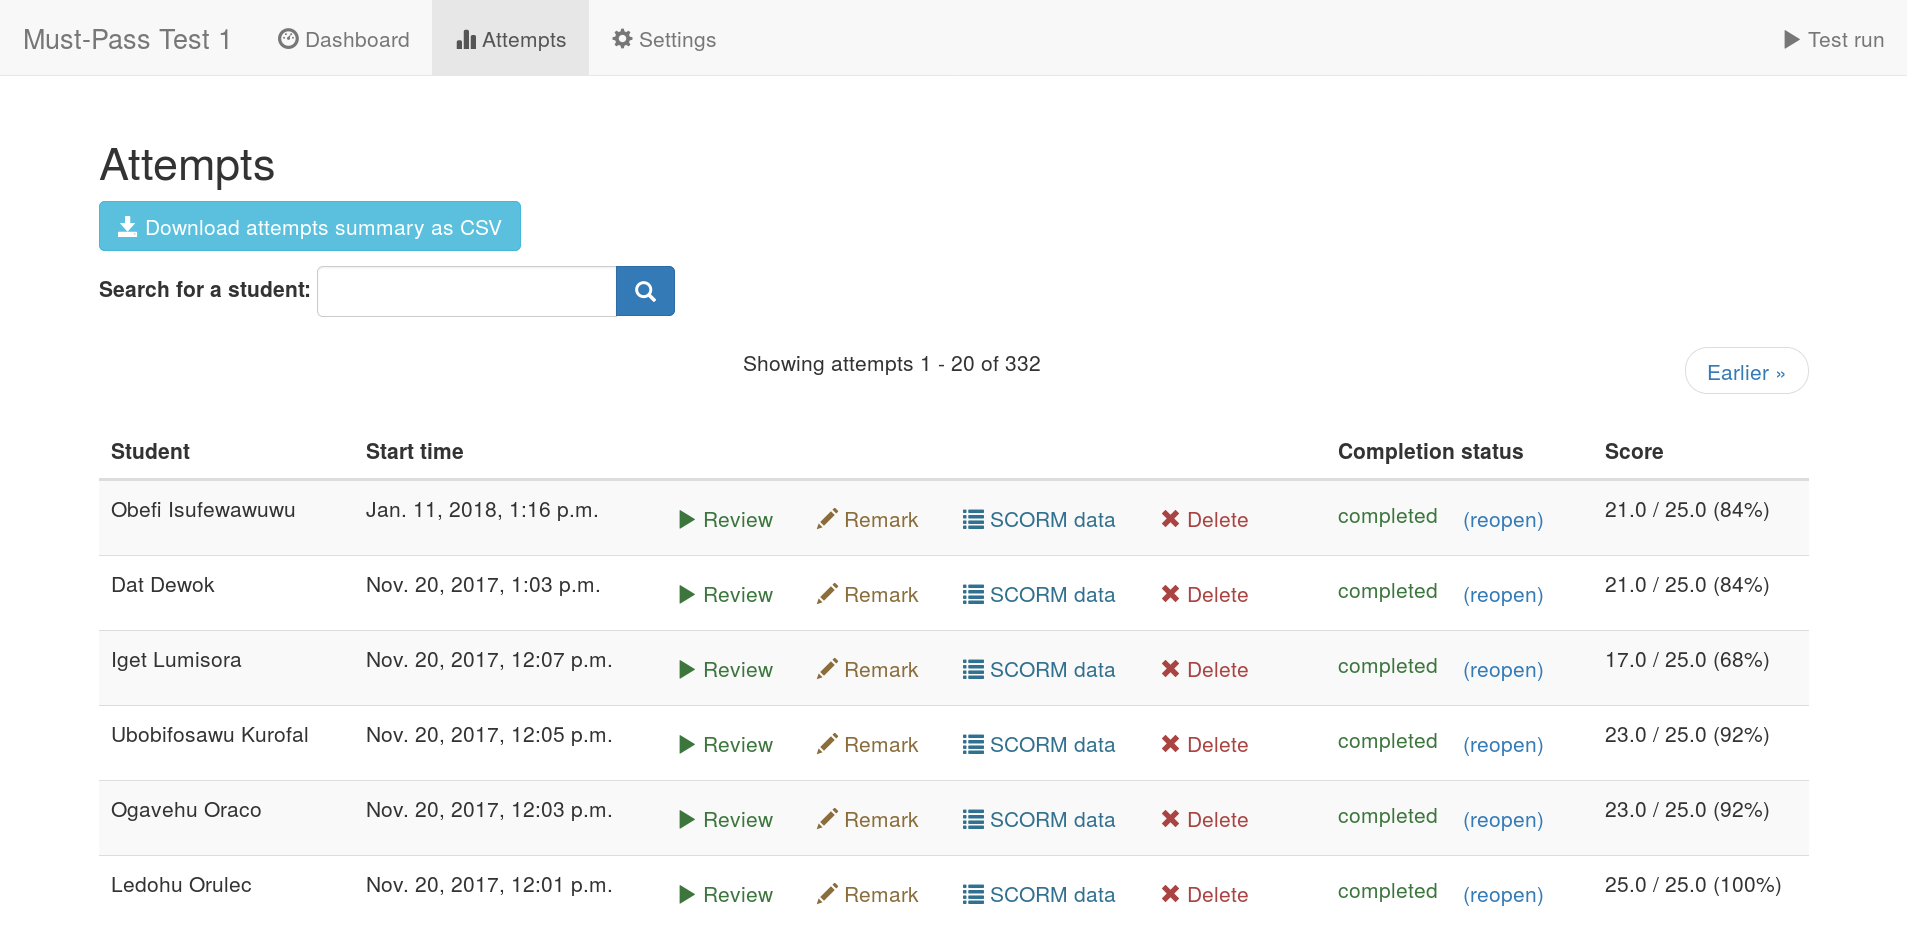 Must-Pass Test 1 Dashboard Attempts Settings Test run
Attempts
Download attempts summary as CSV
Search for a student:
Showing attempts 1 - 20 of 332 Earlier »
Student Start time Completion status Score
Obefi Isufewawuwu Jan. 11, 2018, 1:16 p.m. Review Remark SCORM data Delete completed (reopen) 21.0 / 25.0 (84%)
Dat Dewok Nov. 20, 2017, 1:03 p.m. Review Remark SCORM data Delete completed (reopen) 21.0 / 25.0 (84%)
Iget Lumisora Nov. 20, 2017, 12:07 p.m. Review Remark SCORM data Delete completed (reopen) 17.0 / 25.0 (68%)
Ubobifosawu Kurofal Nov. 20, 2017, 12:05 p.m. Review Remark SCORM data Delete completed (reopen) 23.0 / 25.0 (92%)
Ogavehu Oraco Nov. 20, 2017, 12:03 p.m. Review Remark SCORM data Delete completed (reopen) 23.0 / 25.0 (92%)
Ledohu Orulec Nov. 20, 2017, 12:01 p.m. Review Remark SCORM data Delete completed (reopen) 25.0 / 25.0 (100%)